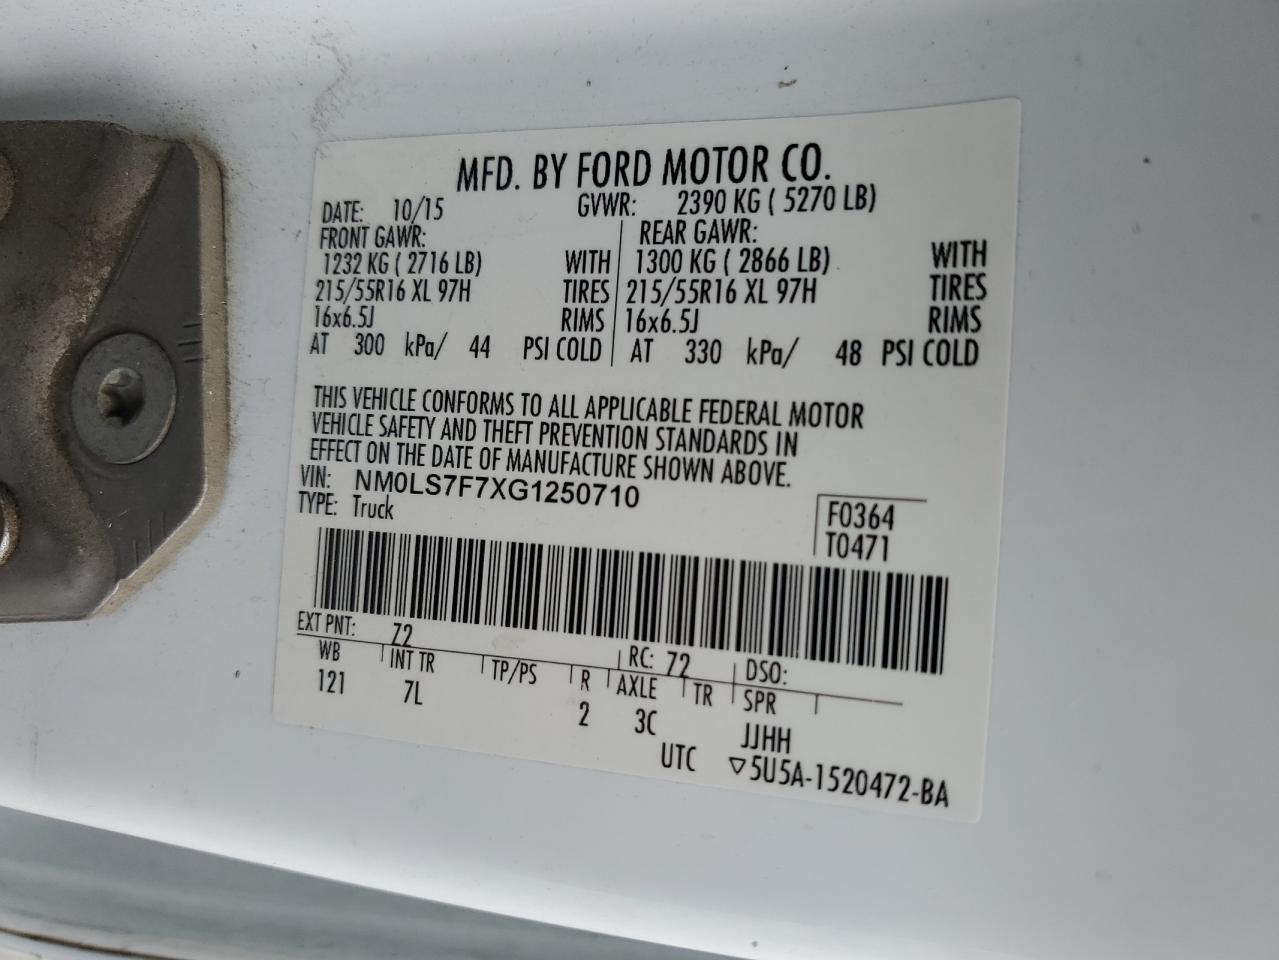 MFD. BY FORD MOTOR CO.
DATE: 10/15 GVWR: 2390 KG ( 5270 LB)
FRONT GAWR: REAR GAWR:
1232 KG ( 2716 LB) WITH 1300 KG ( 2866 LB) WITH
215/55R16 XL 97H TIRES 215/55R16 XL 97H TIRES
16x6.5J RIMS 16x6.5J RIMS
AT 300 kPa/ 44 PSI COLD AT 330 kPa/ 48 PSI COLD
THIS VEHICLE CONFORMS TO ALL APPLICABLE FEDERAL MOTOR
VEHICLE SAFETY AND THEFT PREVENTION STANDARDS IN
EFFECT ON THE DATE OF MANUFACTURE SHOWN ABOVE.
VIN: NM0LS7F7XG1250710
TYPE: Truck
F0364
T0471
EXT PNT: Z2 RC: 72 DSO:
WB INT TR TP/PS R AXLE TR SPR
121 7L 2 3C JJHH
UTC ▽5U5A-1520472-BA